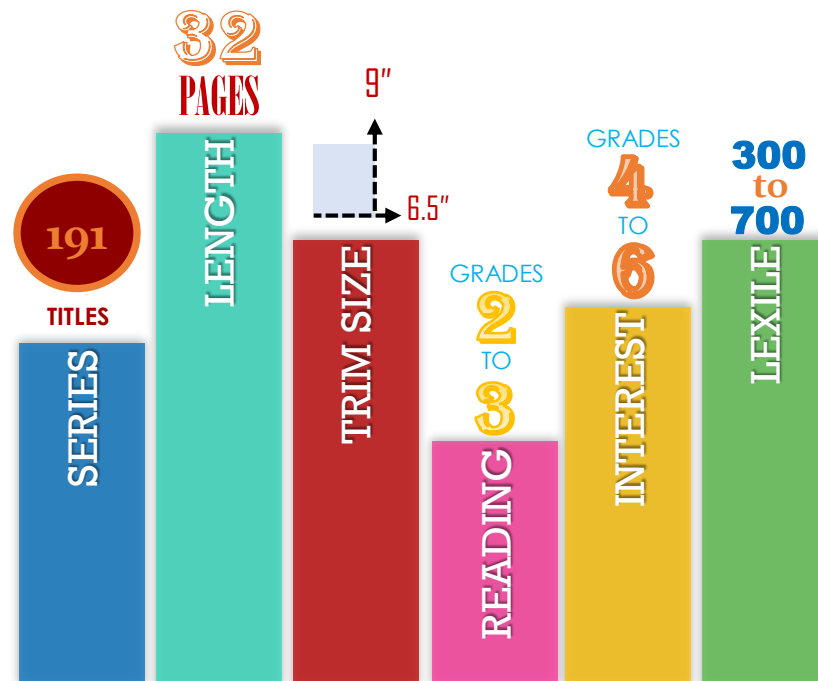 191
TITLES
SERIES
32
PAGES
LENGTH
9"
6.5"
TRIM SIZE
GRADES
2
TO
3
READING
GRADES
4
TO
6
INTEREST
300
to
700
LEXILE